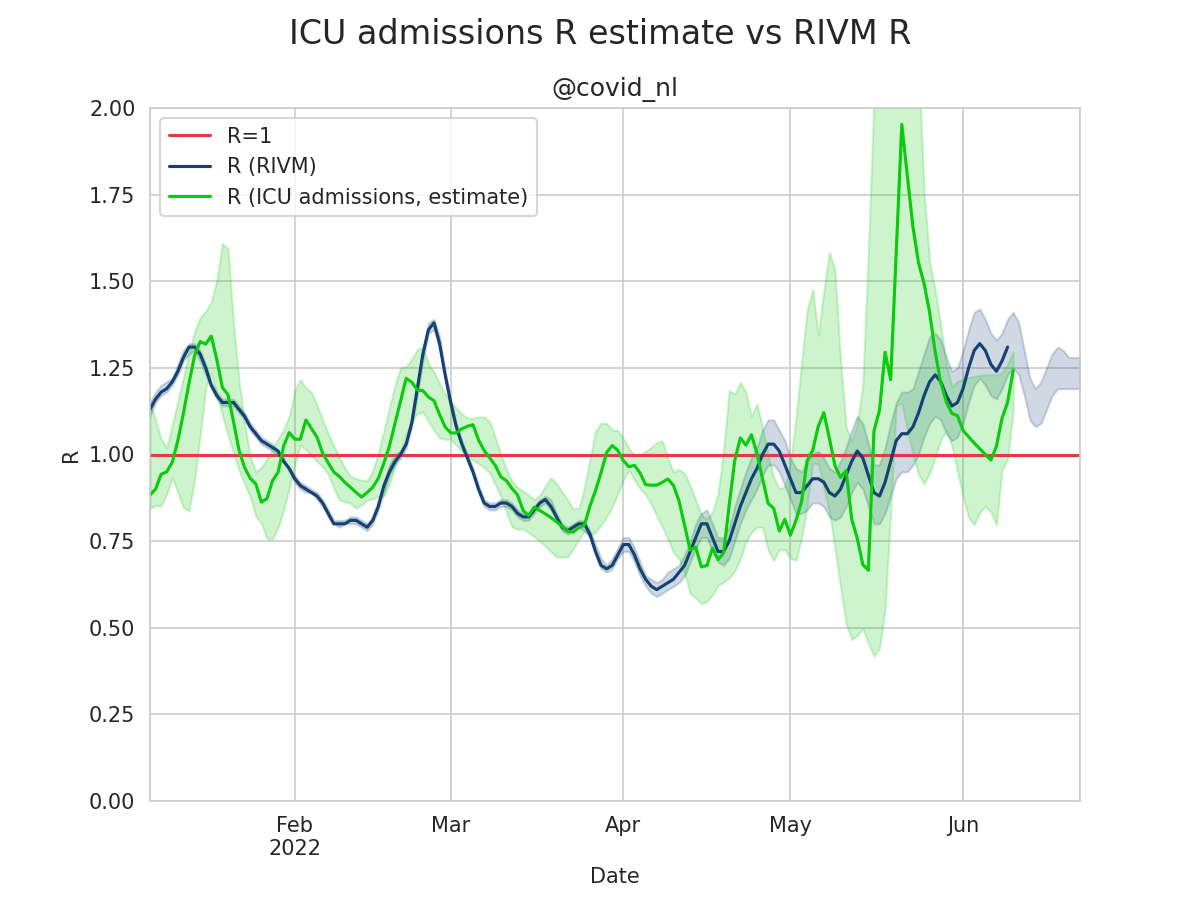 ICU admissions R estimate vs RIVM R
@covid_nl
2.00
1.75
1.50
1.25
1.00
0.75
0.50
0.25
0.00
R
R=1
R (RIVM)
R (ICU admissions, estimate)
Feb
2022
Mar
Apr
May
Jun
Date